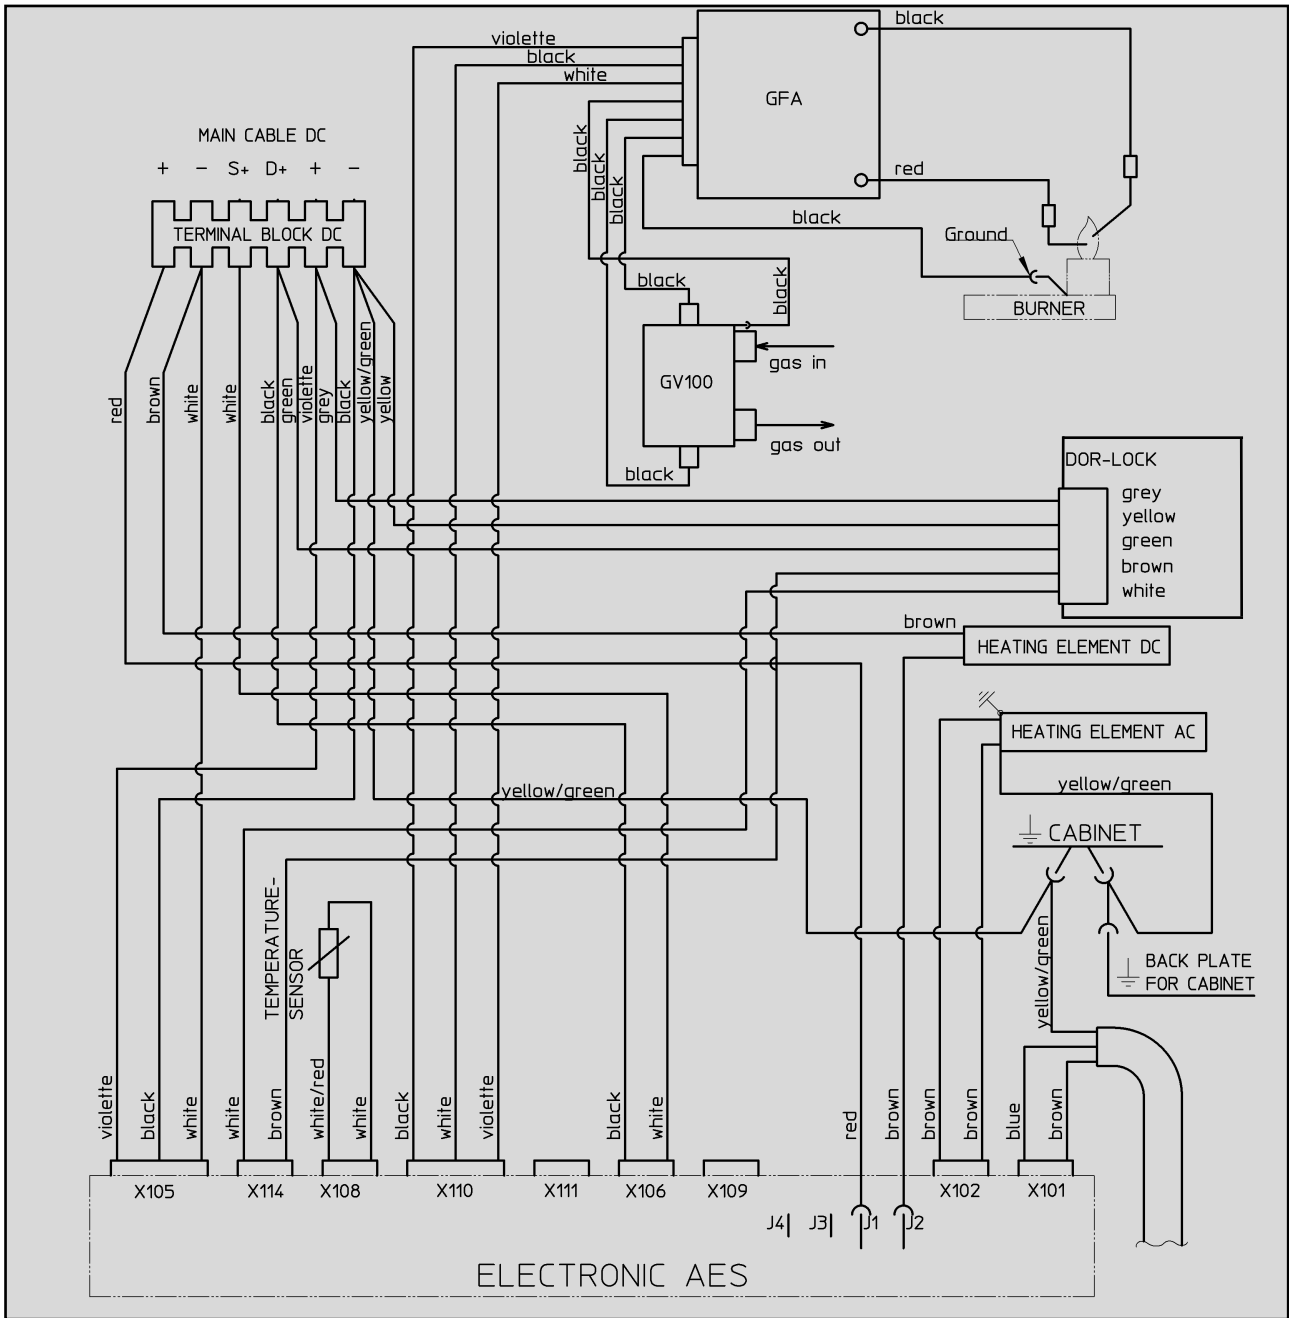 black
violette
black
white
GFA
MAIN CABLE DC
+ − S+ D+ + −
black
black
black
red
black
TERMINAL BLOCK DC
Ground
black
black
BURNER
gas in
GV100
gas out
red
brown
white
white
black
green
violette
grey
black
yellow/green
yellow
black
DOR-LOCK
grey
yellow
green
brown
white
brown
HEATING ELEMENT DC
HEATING ELEMENT AC
yellow/green
yellow/green
CABINET
TEMPERATURE-
SENSOR
yellow/green
BACK PLATE
FOR CABINET
violette
black
white
white
brown
white/red
white
black
white
violette
black
white
red
brown
brown
brown
blue
brown
X105
X114
X108
X110
X111
X106
X109
X102
X101
J4
J3
J1
J2
ELECTRONIC AES